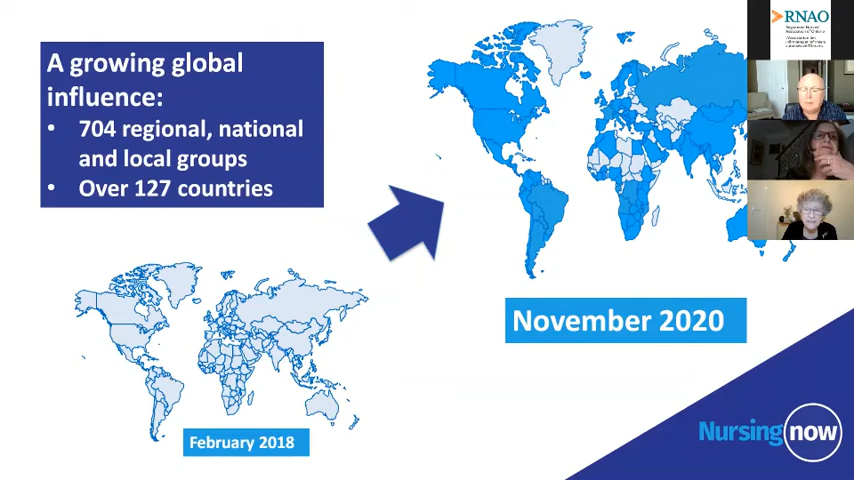 A growing global
influence:
• 704 regional, national
and local groups
• Over 127 countries
RNAO
November 2020
February 2018
Nursing now